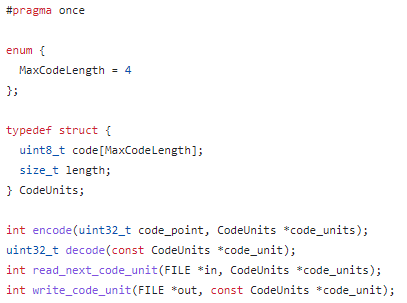 #pragma once
enum {
MaxCodeLength = 4
};
typedef struct {
uint8_t code[MaxCodeLength];
size_t length;
} CodeUnits;
int encode(uint32_t code_point, CodeUnits *code_units);
uint32_t decode(const CodeUnits *code_unit);
int read_next_code_unit(FILE *in, CodeUnits *code_units);
int write_code_unit(FILE *out, const CodeUnits *code_unit);